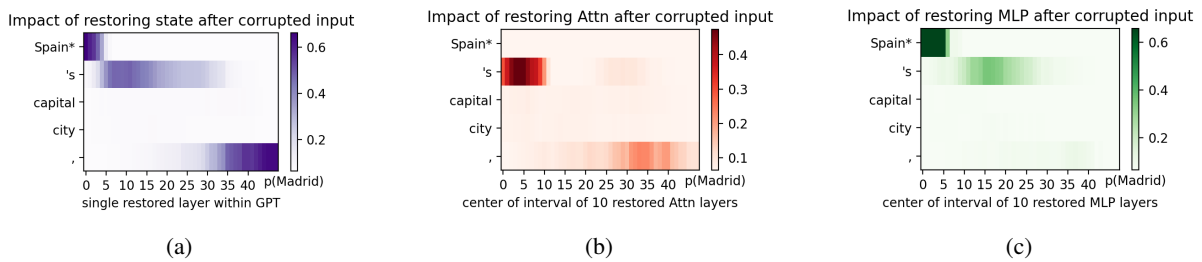 Impact of restoring state after corrupted input
Spain*
's
capital
city
,
0 5 10 15 20 25 30 35 40
single restored layer within GPT
0.6
0.4
0.2
p(Madrid)
(a)
Impact of restoring Attn after corrupted input
Spain*
's
capital
city
,
0 5 10 15 20 25 30 35 40
center of interval of 10 restored Attn layers
0.4
0.3
0.2
0.1
p(Madrid)
(b)
Impact of restoring MLP after corrupted input
Spain*
's
capital
city
,
0 5 10 15 20 25 30 35 40
center of interval of 10 restored MLP layers
0.6
0.4
0.2
p(Madrid)
(c)